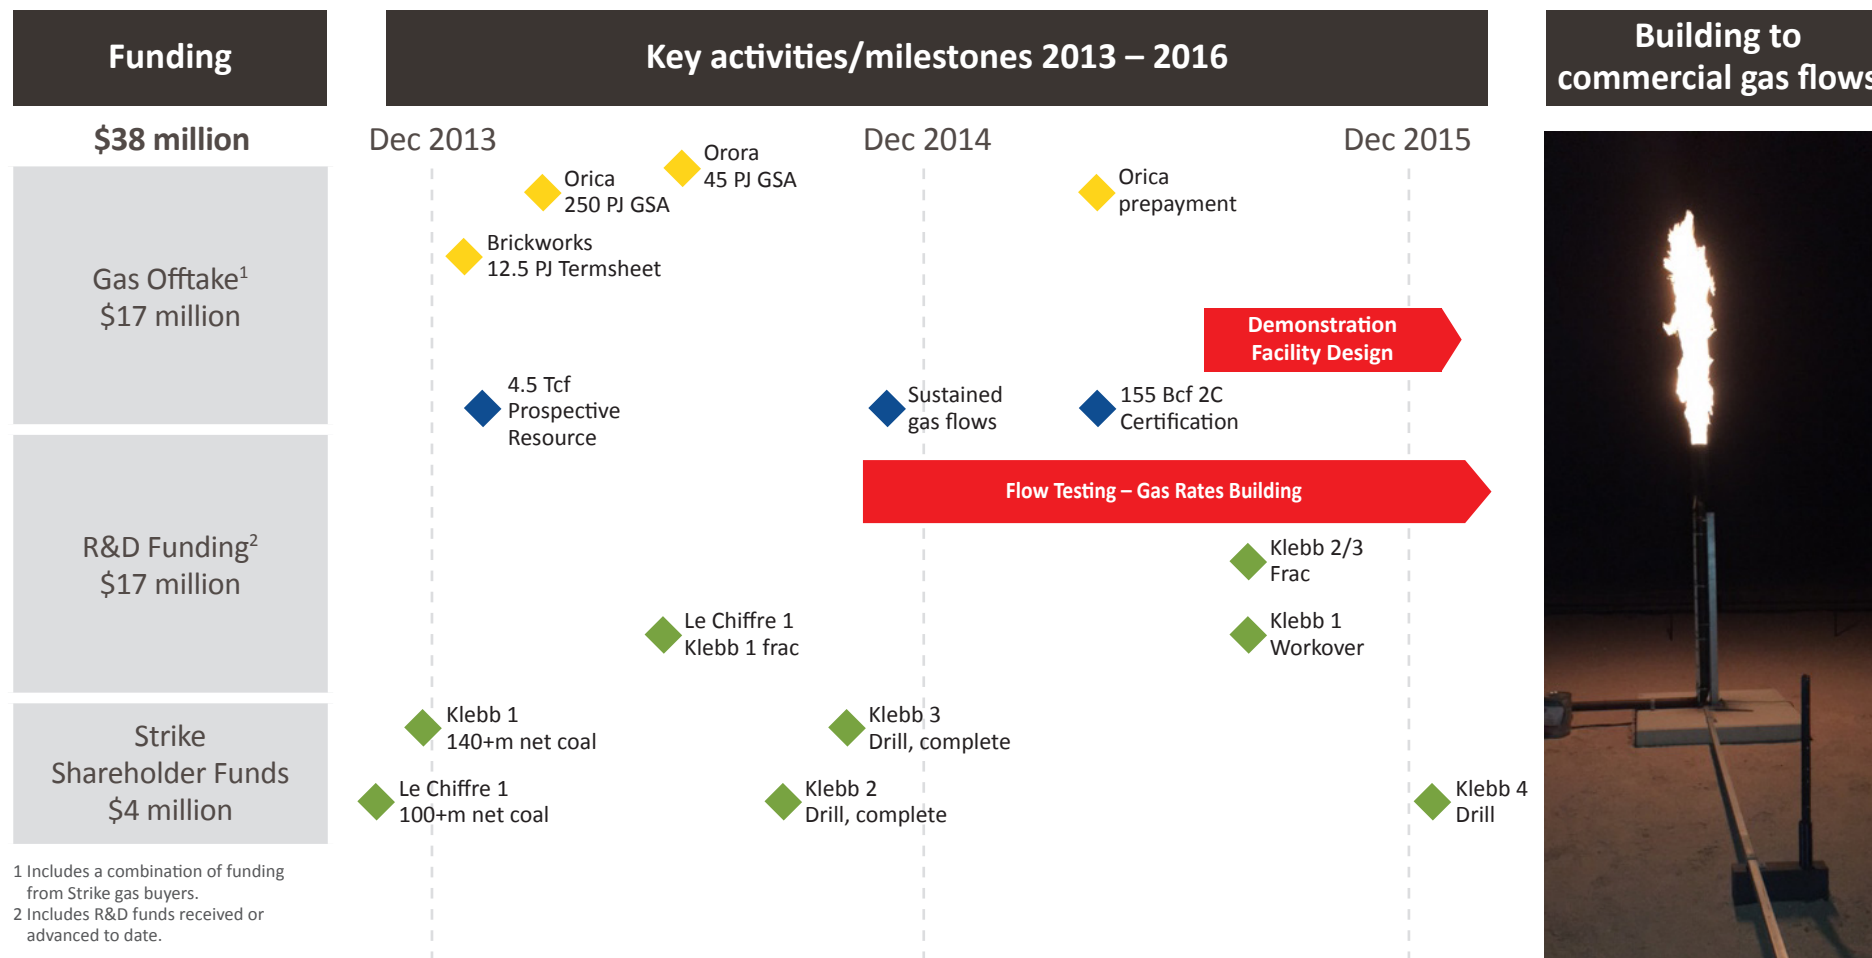 Funding
$38 million
Gas Offtake1
$17 million
R&D Funding2
$17 million
Strike
Shareholder Funds
$4 million
1 Includes a combination of funding
from Strike gas buyers.
2 Includes R&D funds received or
advanced to date.
Key activities/milestones 2013 – 2016
Dec 2013
Dec 2014
Dec 2015
Orora
45 PJ GSA
Orica
250 PJ GSA
Orica
prepayment
Brickworks
12.5 PJ Termsheet
Demonstration
Facility Design
4.5 Tcf
Prospective
Resource
Sustained
gas flows
155 Bcf 2C
Certification
Flow Testing – Gas Rates Building
Klebb 2/3
Frac
Le Chiffre 1
Klebb 1 frac
Klebb 1
Workover
Klebb 1
140+m net coal
Klebb 3
Drill, complete
Le Chiffre 1
100+m net coal
Klebb 2
Drill, complete
Klebb 4
Drill
Building to
commercial gas flows